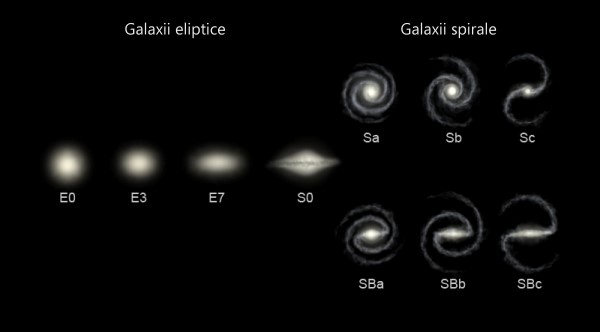 Galaxii eliptice
Galaxii spirale
Sa Sb Sc
E0 E3 E7 S0
SBa SBb SBc